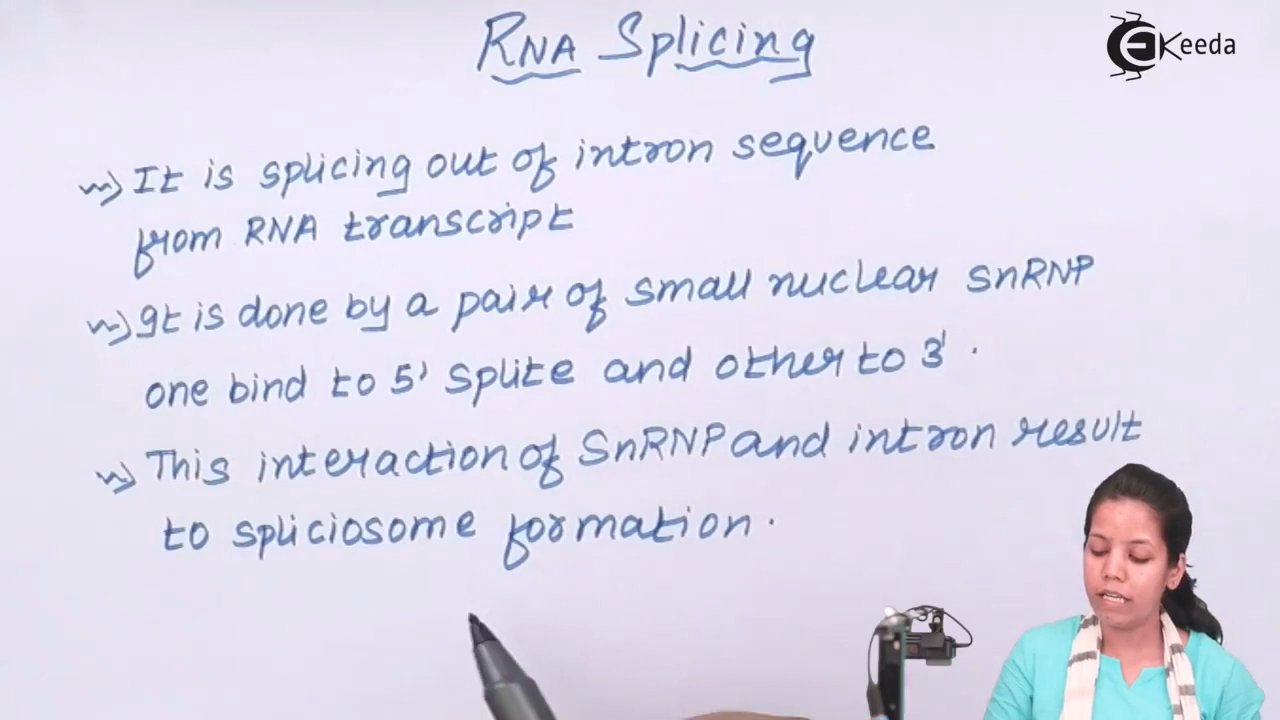 RNA Splicing
Keeda
It is splicing out of intron sequence
from RNA transcript
It is done by a pair of small nuclear SnRNP
one bind to 5' splite and other to 3'.
This interaction of SnRNP and intron result
to spliciosome formation.